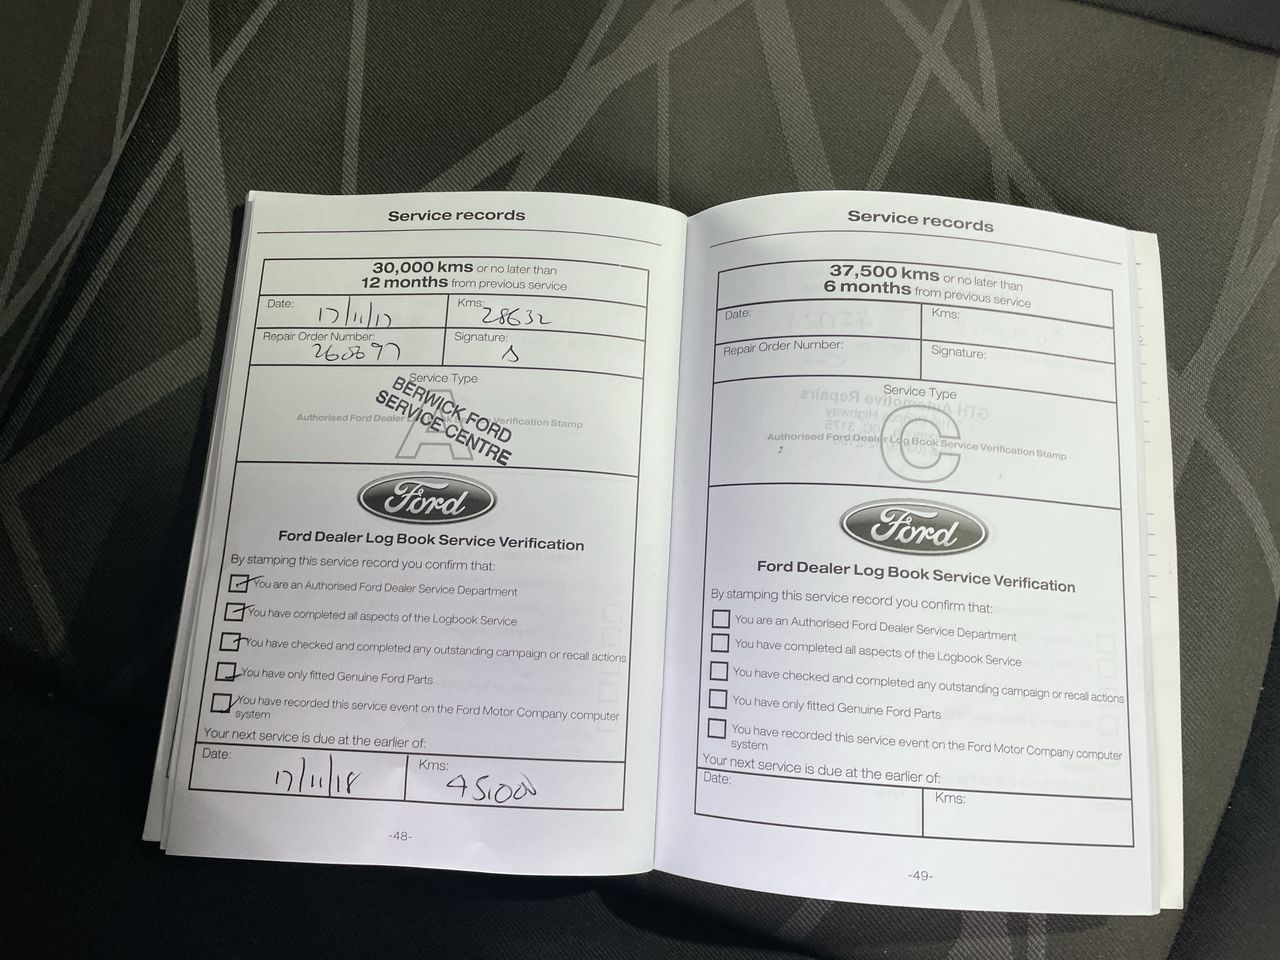 Service records
30,000 kms or no later than
12 months from previous service
Date: 17/11/17
Kms: 28632
Repair Order Number:
Signature:
Service Type
A
Authorised Ford Dealer Log Book Service Verification Stamp
BERWICK FORD
SERVICE CENTRE
Ford
Ford Dealer Log Book Service Verification
By stamping this service record you confirm that:
You are an Authorised Ford Dealer Service Department
You have completed all aspects of the Logbook Service
You have checked and completed any outstanding campaign or recall actions
You have only fitted Genuine Ford Parts
You have recorded this service event on the Ford Motor Company computer
system
Your next service is due at the earlier of:
Date: 17/11/18
Kms: 45,000
-48-
Service records
37,500 kms or no later than
6 months from previous service
Date:
Kms:
Repair Order Number:
Signature:
Service Type
C
Authorised Ford Dealer Log Book Service Verification Stamp
Ford
Ford Dealer Log Book Service Verification
By stamping this service record you confirm that:
You are an Authorised Ford Dealer Service Department
You have completed all aspects of the Logbook Service
You have checked and completed any outstanding campaign or recall actions
You have only fitted Genuine Ford Parts
You have recorded this service event on the Ford Motor Company computer
system
Your next service is due at the earlier of:
Date:
Kms:
-49-